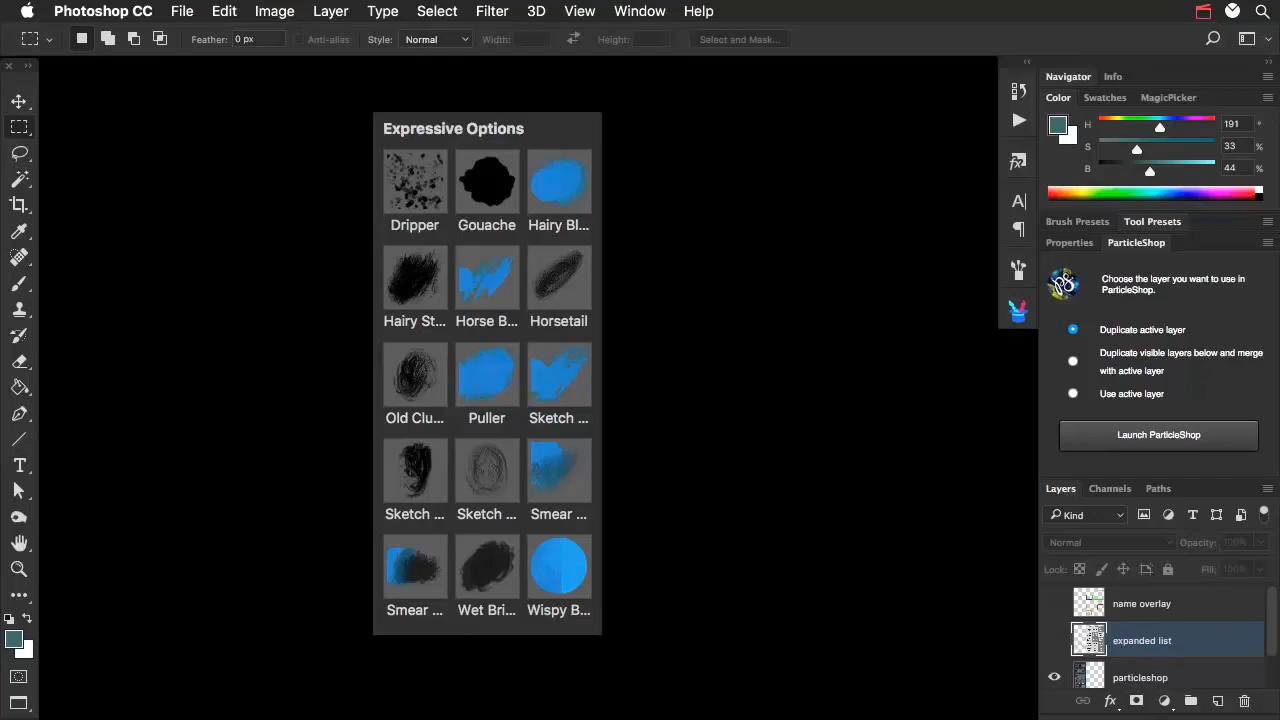 Photoshop CC File Edit Image Layer Type Select Filter 3D View Window Help
Feather: 0 px Anti-alias Style: Normal Width: Height: Select and Mask...
Expressive Options
Dripper Gouache Hairy Bl...
Hairy St... Horse B... Horsetail
Old Clu... Puller Sketch ...
Sketch ... Sketch ... Smear ...
Smear ... Wet Bri... Wispy B...
Navigator Info
Color Swatches MagicPicker
H 191 °
S 33 %
B 44 %
Brush Presets Tool Presets
Properties ParticleShop
Choose the layer you want to use in
ParticleShop.
Duplicate active layer
Duplicate visible layers below and merge
with active layer
Use active layer
Launch ParticleShop
Layers Channels Paths
Kind
Normal Opacity: 100%
Lock: Fill: 100%
name overlay
expanded list
particleshop